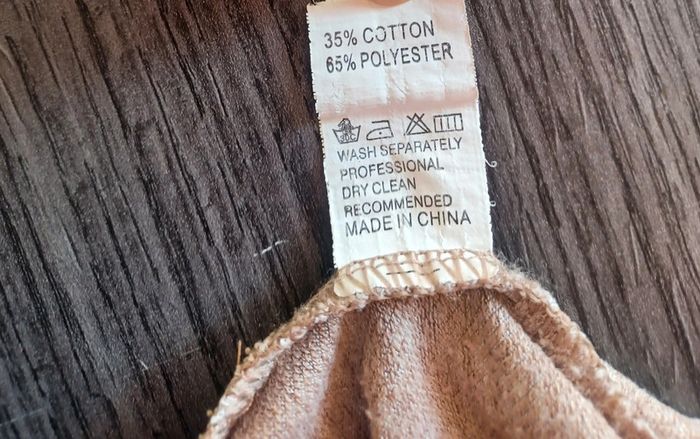 35% COTTON
65% POLYESTER
WASH SEPARATELY
PROFESSIONAL
DRY CLEAN
RECOMMENDED
MADE IN CHINA